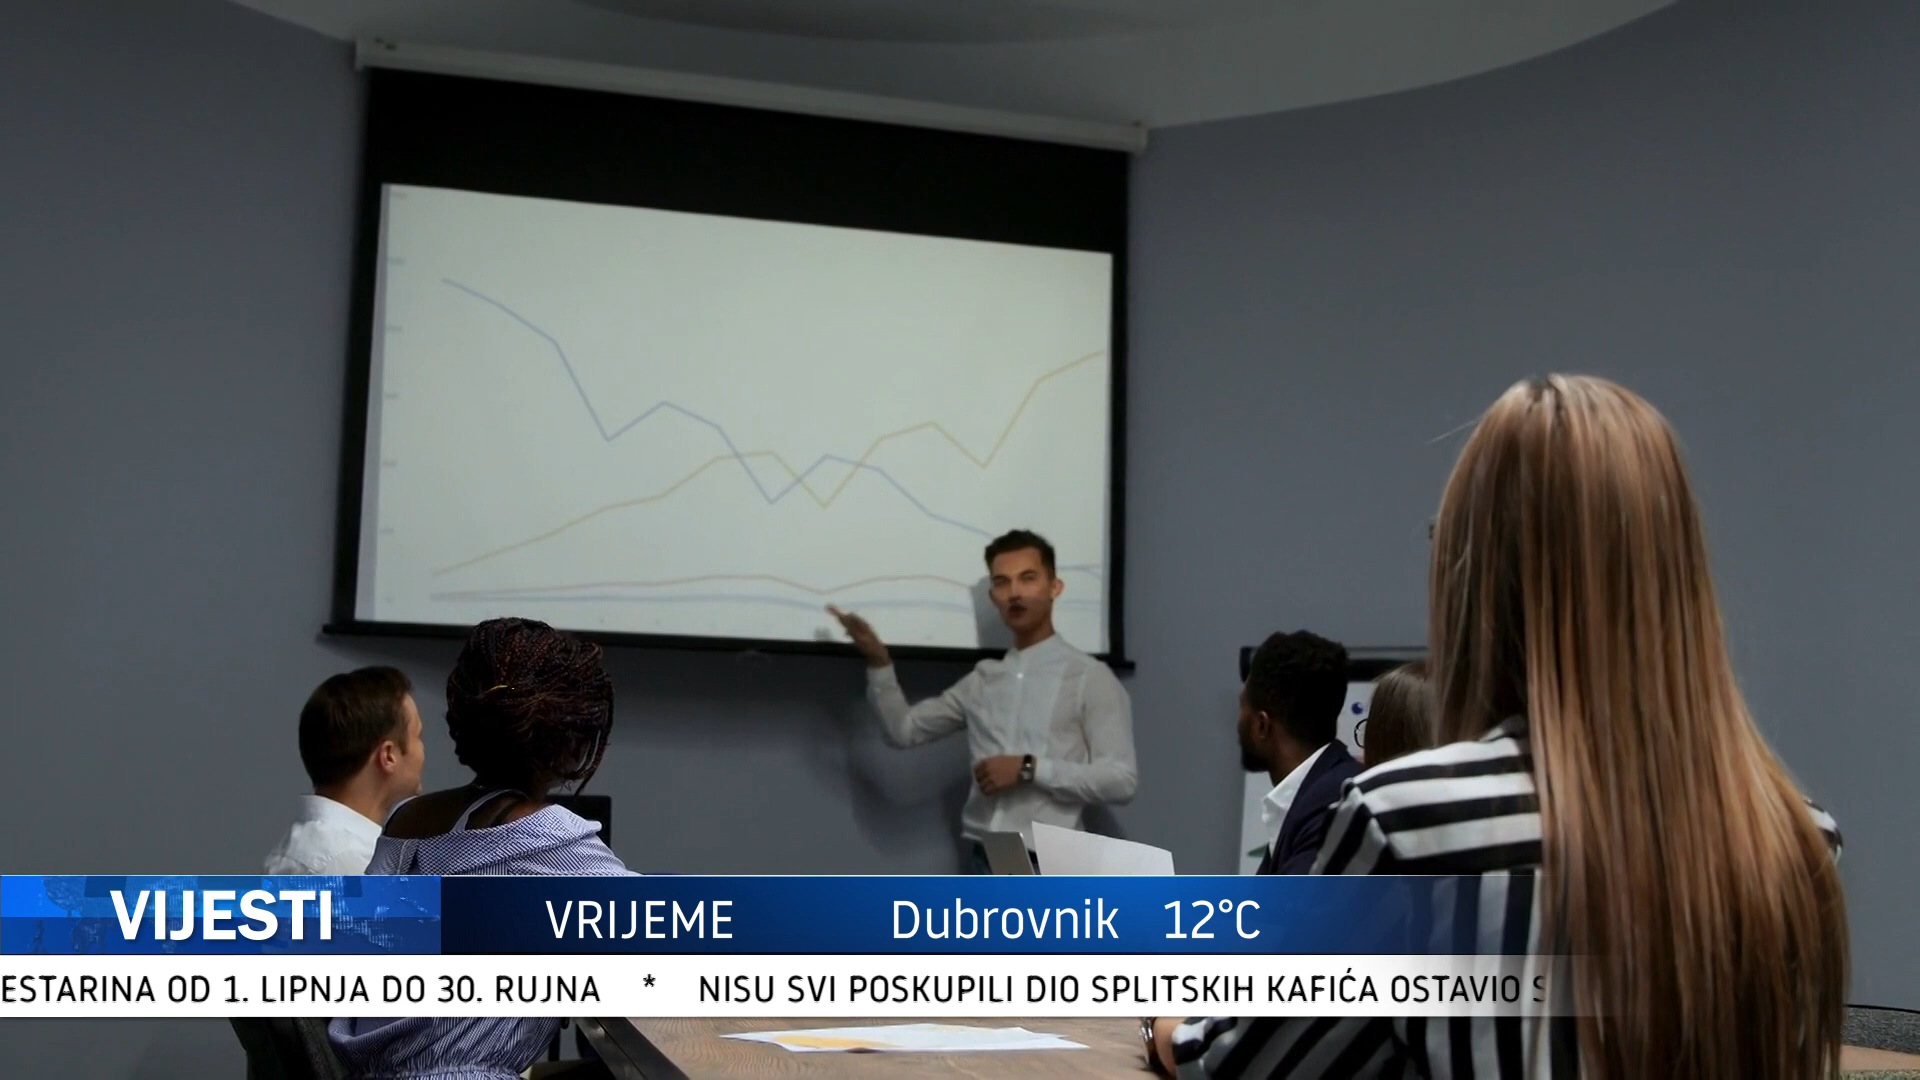 VIJESTI VRIJEME Dubrovnik 12°C
ESTARINA OD 1. LIPNJA DO 30. RUJNA * NISU SVI POSKUPILI DIO SPLITSKIH KAFIĆA OSTAVIO S